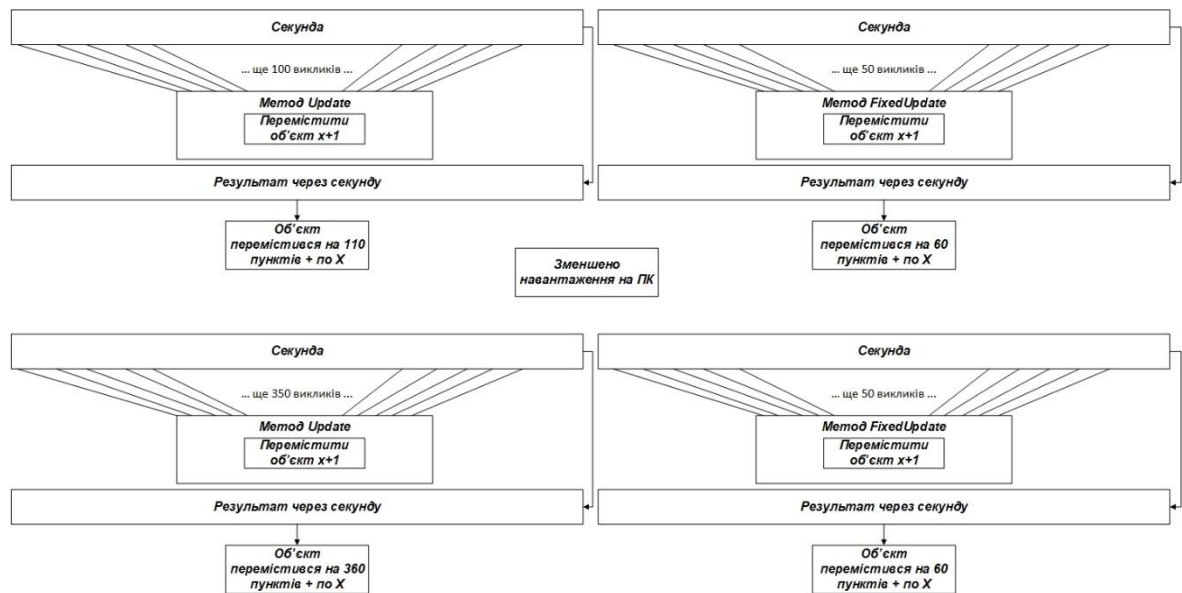 Секунда
... ще 100 викликів ...
Метод Update
Перемістити
об'єкт x+1
Результат через секунду
Об'єкт
перемістився на 110
пунктів + по X
Секунда
... ще 50 викликів ...
Метод FixedUpdate
Перемістити
об'єкт x+1
Результат через секунду
Об'єкт
перемістився на 60
пунктів + по X
Зменшено
навантаження на ПК
Секунда
... ще 350 викликів ...
Метод Update
Перемістити
об'єкт x+1
Результат через секунду
Об'єкт
перемістився на 360
пунктів + по X
Секунда
... ще 50 викликів ...
Метод FixedUpdate
Перемістити
об'єкт x+1
Результат через секунду
Об'єкт
перемістився на 60
пунктів + по X